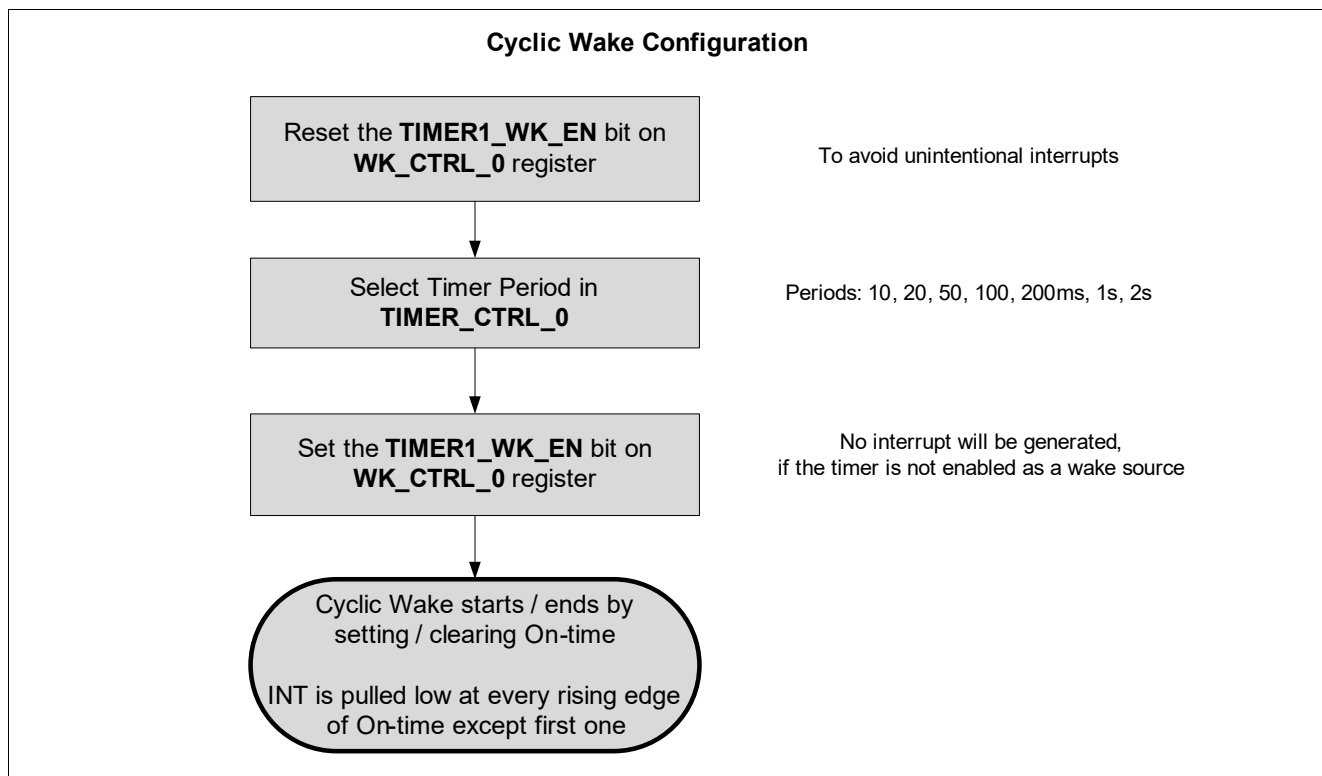 Cyclic Wake Configuration
Reset the TIMER1_WK_EN bit on
WK_CTRL_0 register
To avoid unintentional interrupts
Select Timer Period in
TIMER_CTRL_0
Periods: 10, 20, 50, 100, 200ms, 1s, 2s
Set the TIMER1_WK_EN bit on
WK_CTRL_0 register
No interrupt will be generated,
if the timer is not enabled as a wake source
Cyclic Wake starts / ends by
setting / clearing On-time
INT is pulled low at every rising edge
of On-time except first one